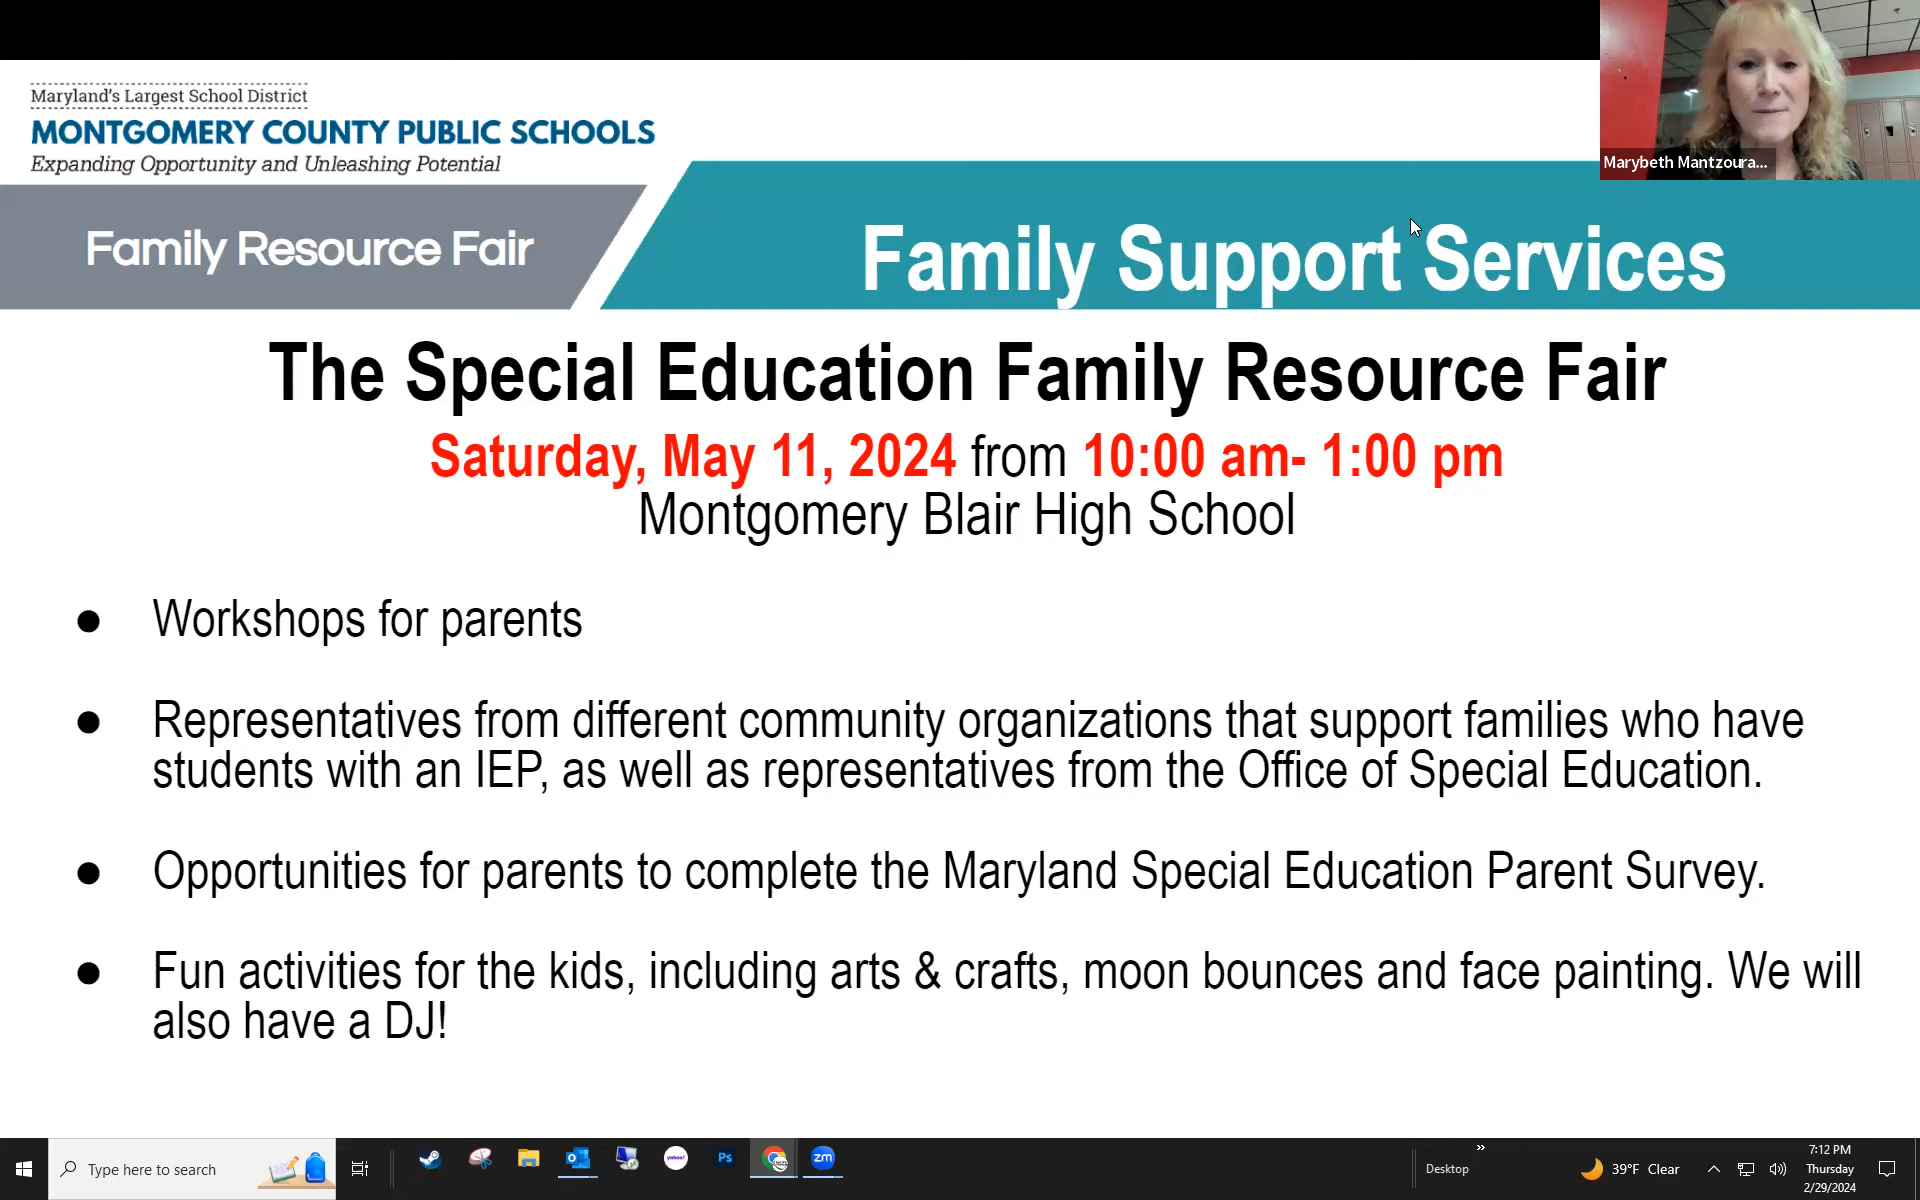 Maryland's Largest School District
MONTGOMERY COUNTY PUBLIC SCHOOLS
Expanding Opportunity and Unleashing Potential
Marybeth Mantzoura...
Family Resource Fair
Family Support Services
The Special Education Family Resource Fair
Saturday, May 11, 2024 from 10:00 am- 1:00 pm
Montgomery Blair High School
● Workshops for parents
● Representatives from different community organizations that support families who have
students with an IEP, as well as representatives from the Office of Special Education.
● Opportunities for parents to complete the Maryland Special Education Parent Survey.
● Fun activities for the kids, including arts & crafts, moon bounces and face painting. We will
also have a DJ!
Type here to search
yahoo!
Ps
zm
Desktop
»
39°F Clear
7:12 PM
Thursday
2/29/2024